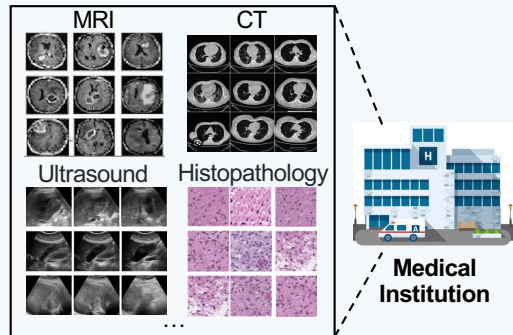 MRI
CT
Ultrasound
Histopathology
...
H
A
Medical
Institution